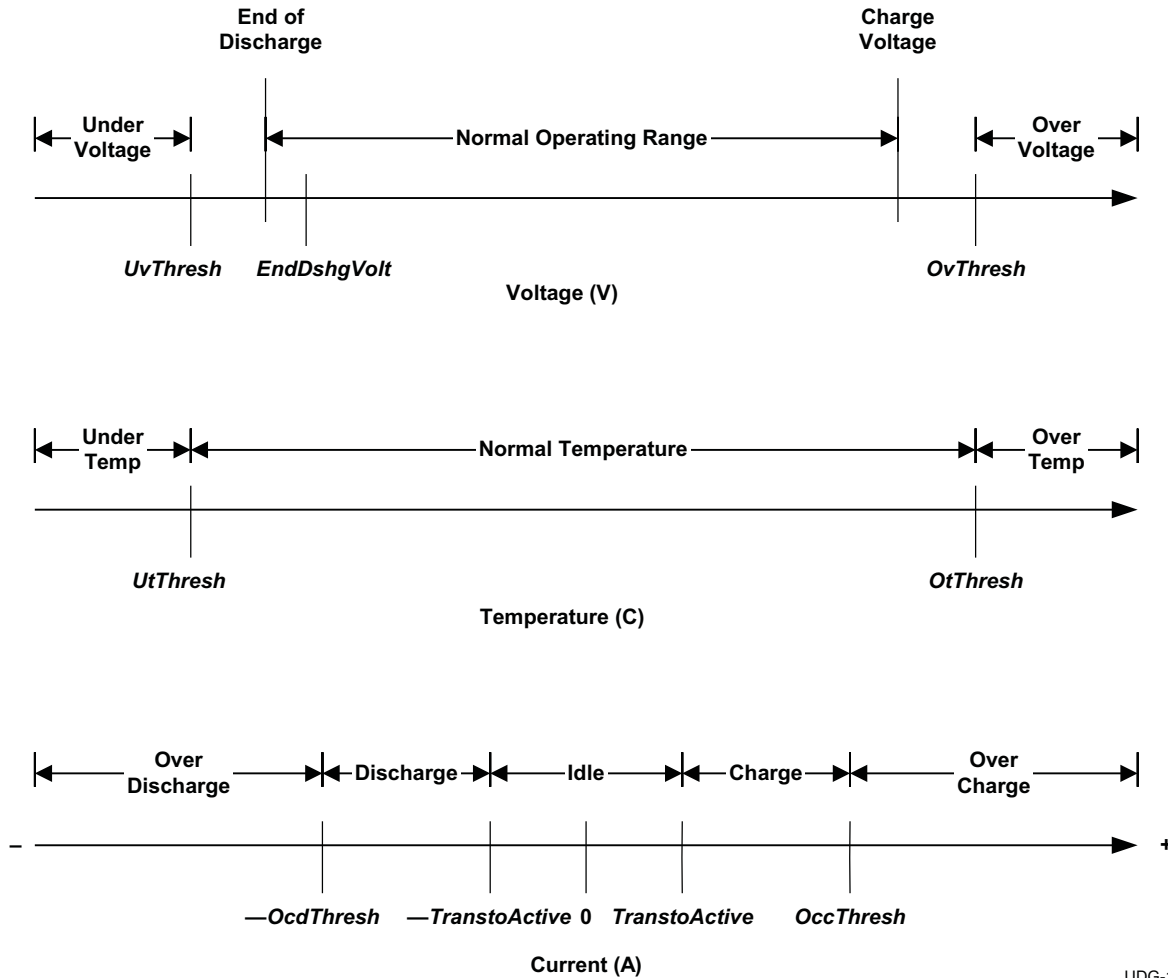 End of
Discharge
Charge
Voltage
Under
Voltage
Normal Operating Range
Over
Voltage
UvThresh
EndDshgVolt
OvThresh
Voltage (V)
Under
Temp
Normal Temperature
Over
Temp
UtThresh
OtThresh
Temperature (C)
Over
Discharge
Discharge
Idle
Charge
Over
Charge
–
+
—OcdThresh
—TranstoActive
0
TranstoActive
OccThresh
Current (A)